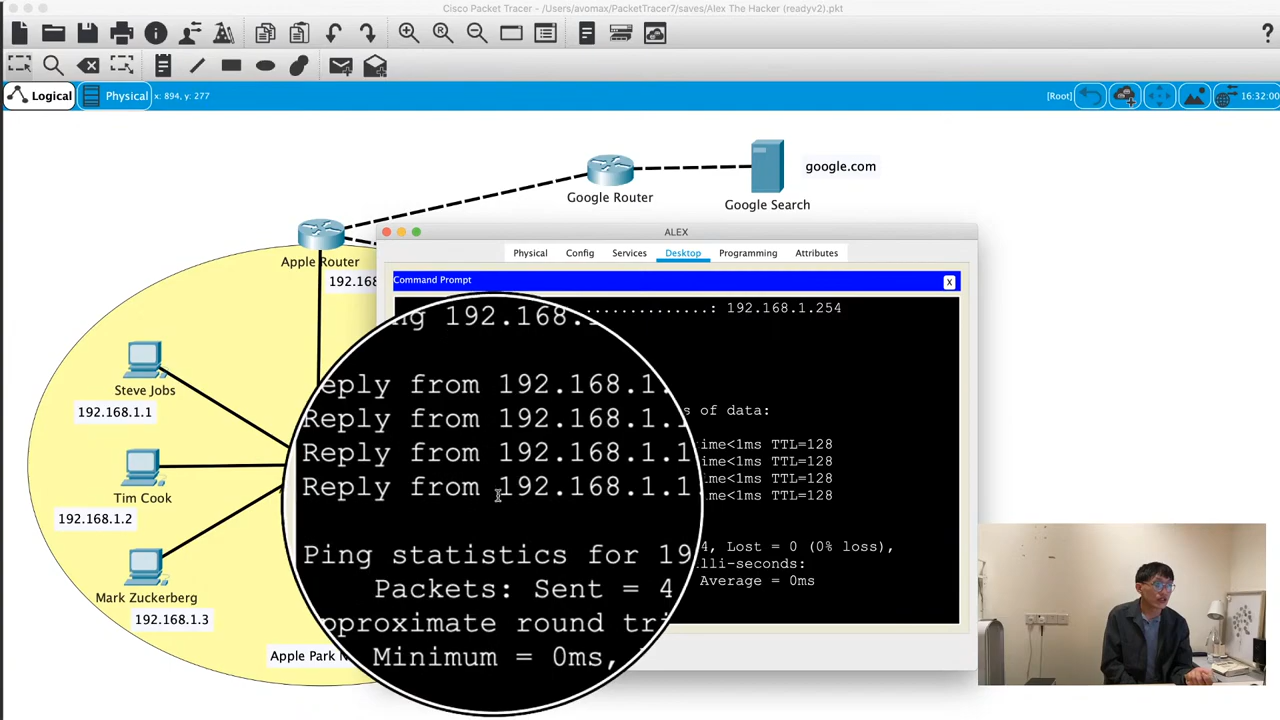 Cisco Packet Tracer - /Users/avomax/PacketTracer7/saves/Alex The Hacker (readyv2).pkt
Logical
Physical
x: 894, y: 277
[Root]
16:32:00
Google Router
Google Search
google.com
Apple Router
192.168
Steve Jobs
192.168.1.1
Tim Cook
192.168.1.2
Mark Zuckerberg
192.168.1.3
Apple Park N
ALEX
Physical
Config
Services
Desktop
Programming
Attributes
Command Prompt
X
..............: 192.168.1.254
ng 192.168.
s of data:
eply from 192.168.1.
Reply from 192.168.1.1
Reply from 192.168.1.1
Reply from 192.168.1.1
ime<1ms TTL=128
ime<1ms TTL=128
ime<1ms TTL=128
ime<1ms TTL=128
Ping statistics for 19
Packets: Sent = 4
4, Lost = 0 (0% loss),
pproximate round tri
lli-seconds:
Minimum = 0ms,
Average = 0ms